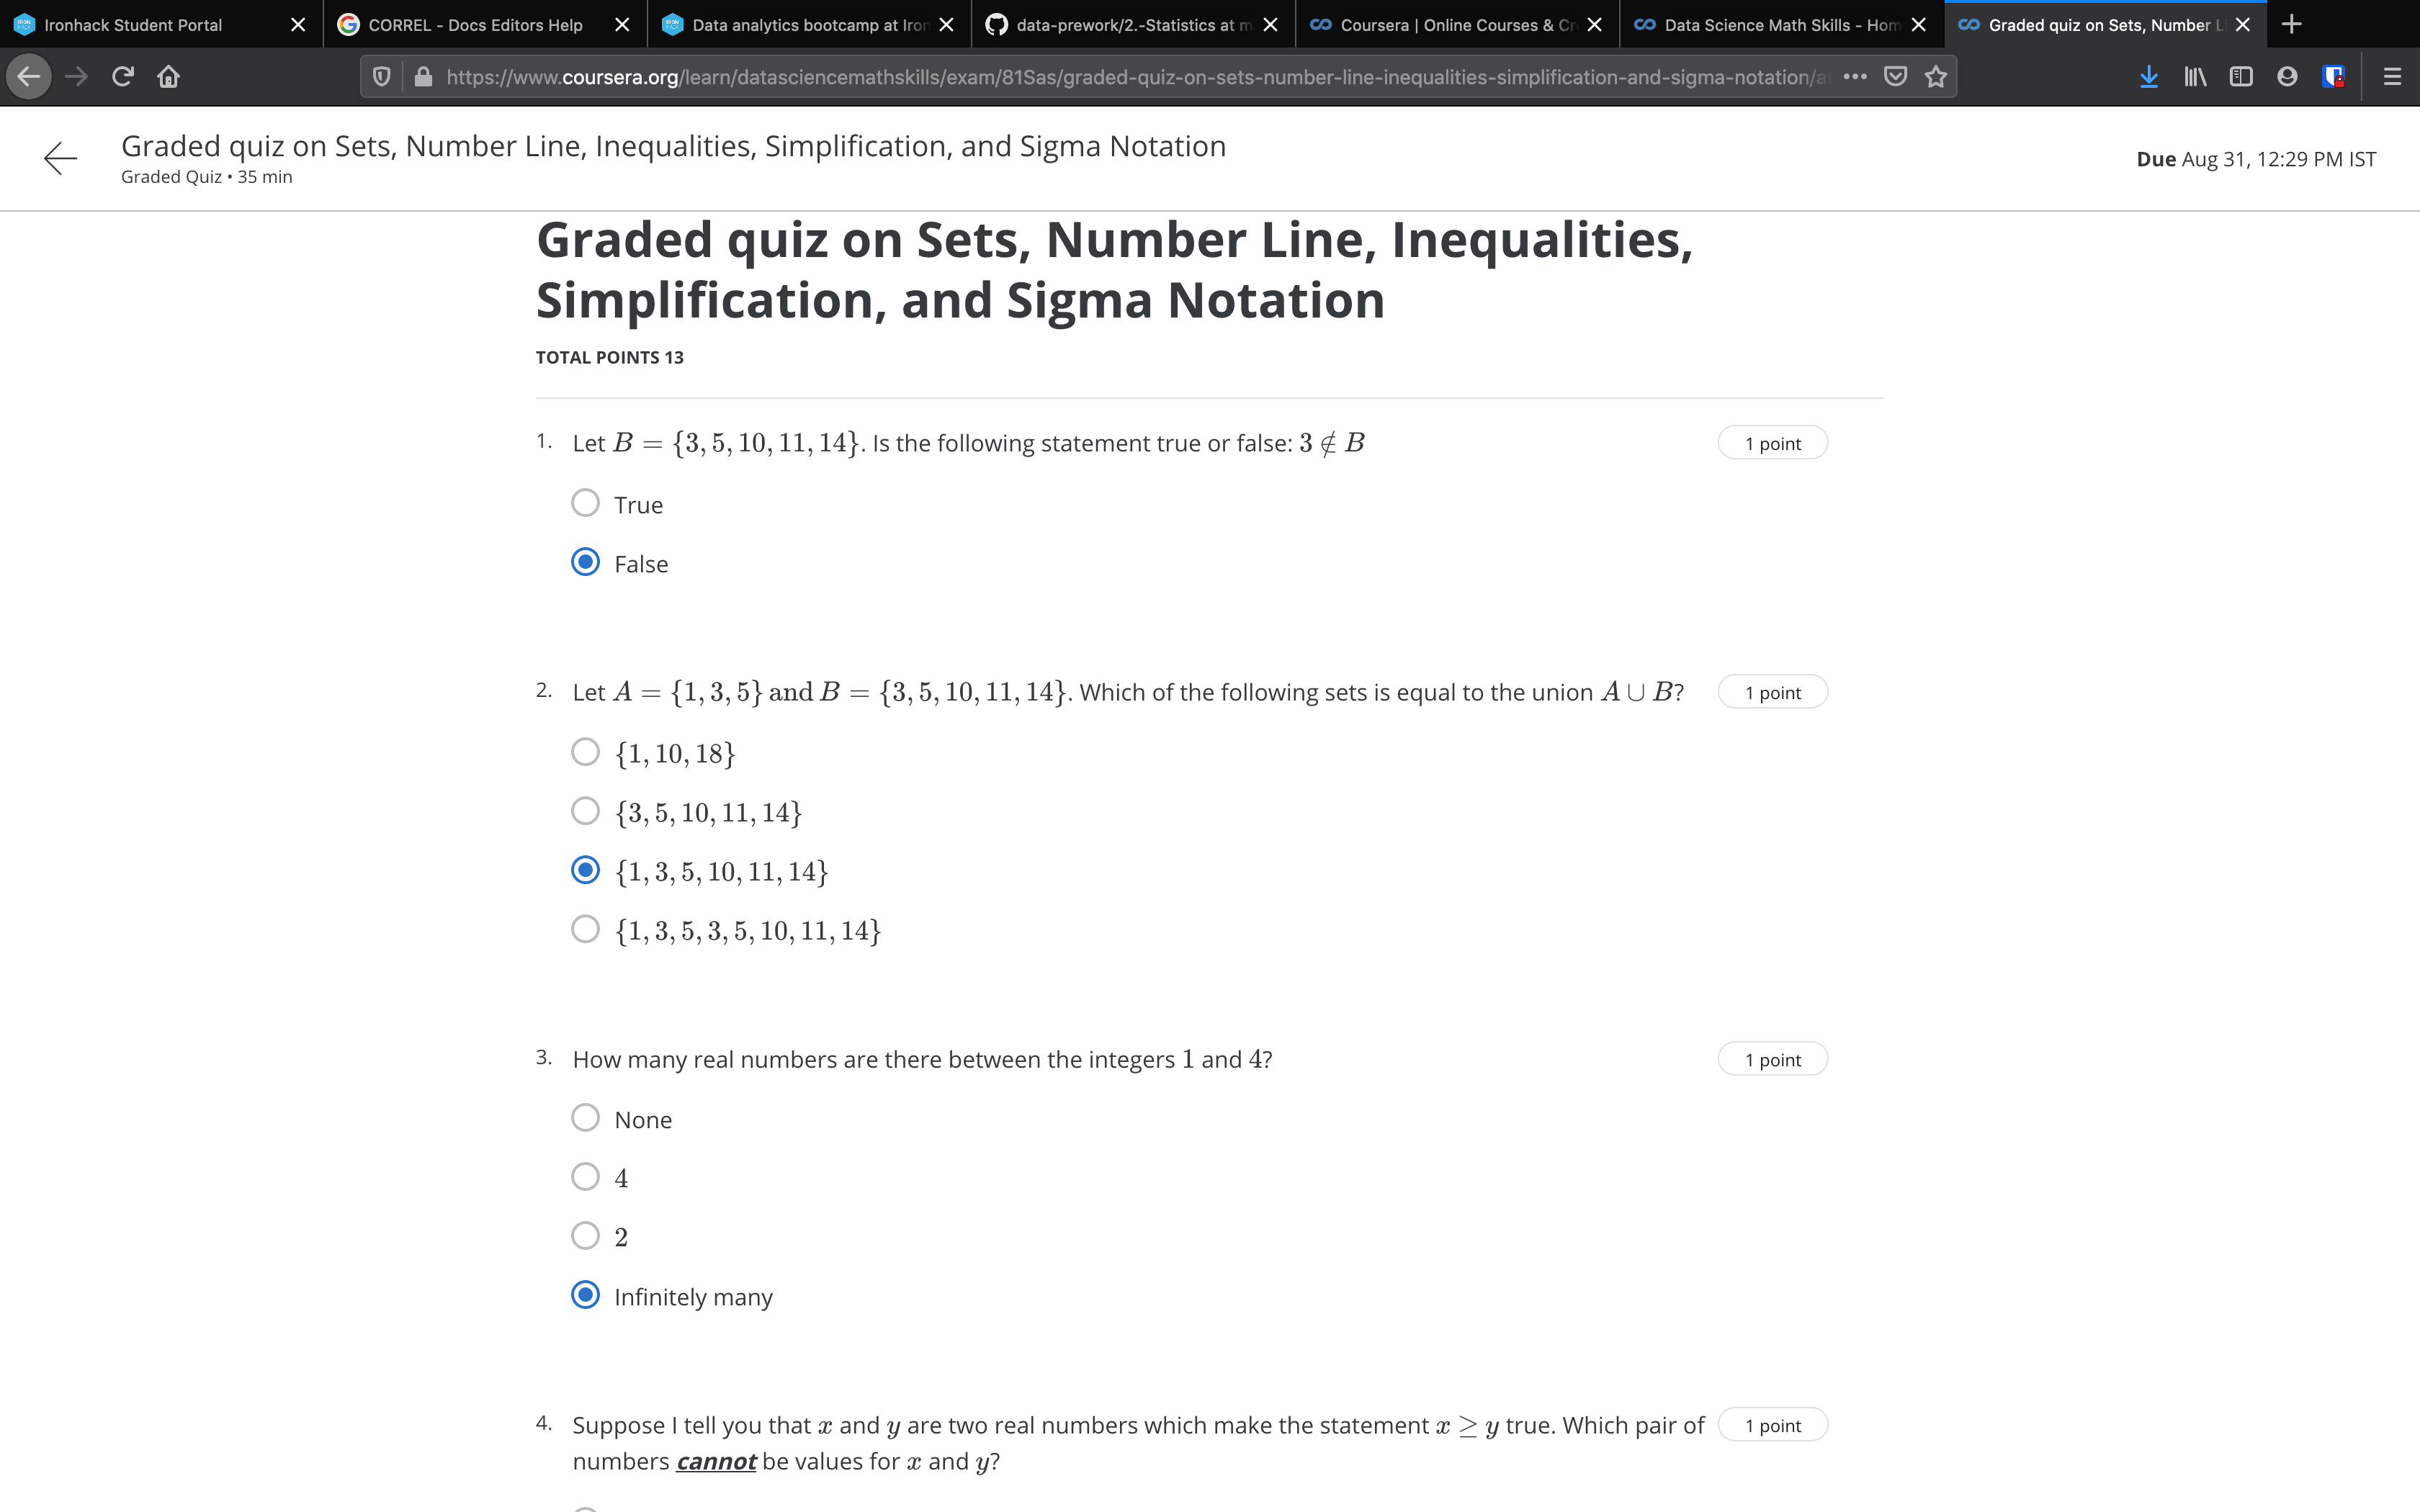 Ironhack Student Portal
CORREL - Docs Editors Help
Data analytics bootcamp at Iron
data-prework/2.-Statistics at m
Coursera | Online Courses & Cr
Data Science Math Skills - Hom
Graded quiz on Sets, Number L
https://www.coursera.org/learn/datasciencemathskills/exam/81Sas/graded-quiz-on-sets-number-line-inequalities-simplification-and-sigma-notation/at
Graded quiz on Sets, Number Line, Inequalities, Simplification, and Sigma Notation
Graded Quiz • 35 min
Due Aug 31, 12:29 PM IST
Graded quiz on Sets, Number Line, Inequalities,
Simplification, and Sigma Notation
TOTAL POINTS 13
1. Let B = {3, 5, 10, 11, 14}. Is the following statement true or false: 3 ∉ B
1 point
True
False
2. Let A = {1, 3, 5} and B = {3, 5, 10, 11, 14}. Which of the following sets is equal to the union A ∪ B?
1 point
{1, 10, 18}
{3, 5, 10, 11, 14}
{1, 3, 5, 10, 11, 14}
{1, 3, 5, 3, 5, 10, 11, 14}
3. How many real numbers are there between the integers 1 and 4?
1 point
None
4
2
Infinitely many
4. Suppose I tell you that x and y are two real numbers which make the statement x ≥ y true. Which pair of
1 point
numbers cannot be values for x and y?